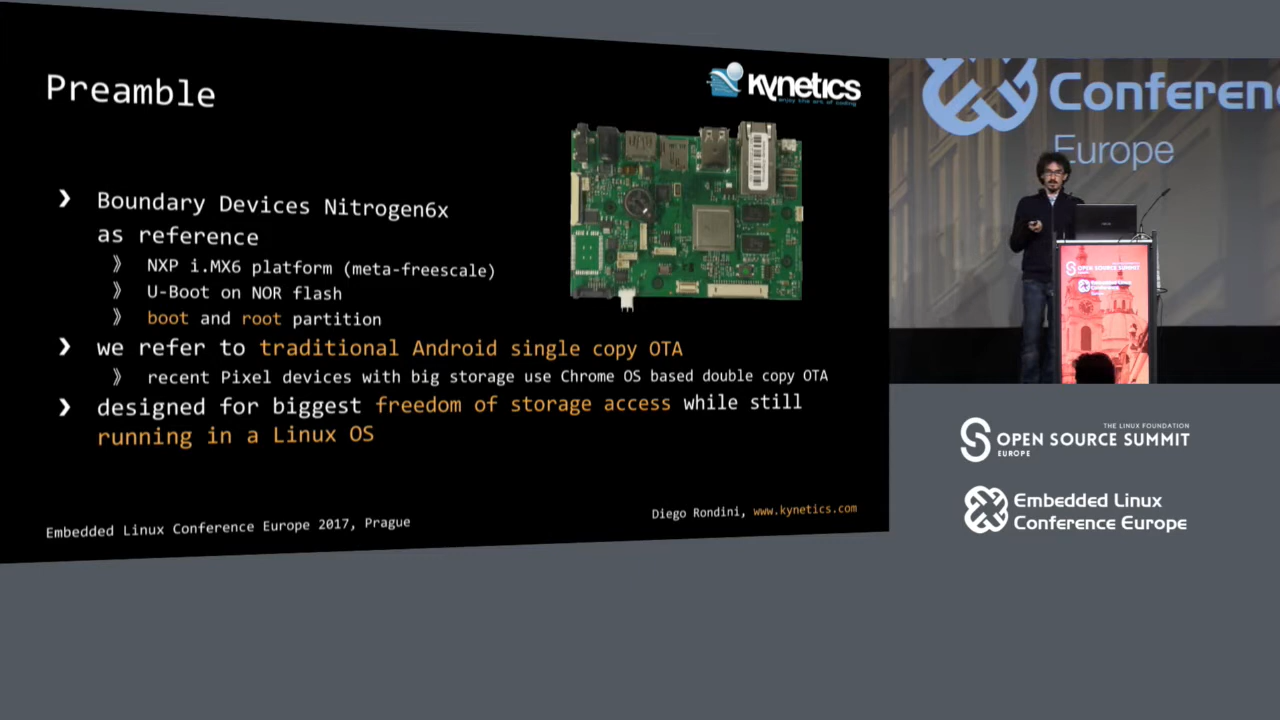 Preamble
Kynetics
enjoy the art of coding
❯ Boundary Devices Nitrogen6x
as reference
》 NXP i.MX6 platform (meta-freescale)
》 U-Boot on NOR flash
》 boot and root partition
❯ we refer to traditional Android single copy OTA
》 recent Pixel devices with big storage use Chrome OS based double copy OTA
❯ designed for biggest freedom of storage access while still
running in a Linux OS
Embedded Linux Conference Europe 2017, Prague
Diego Rondini, www.kynetics.com
Conferenc
Europe
OPEN SOURCE SUMMIT
THE LINUX FOUNDATION
OPEN SOURCE SUMMIT
EUROPE
Embedded Linux
Conference Europe